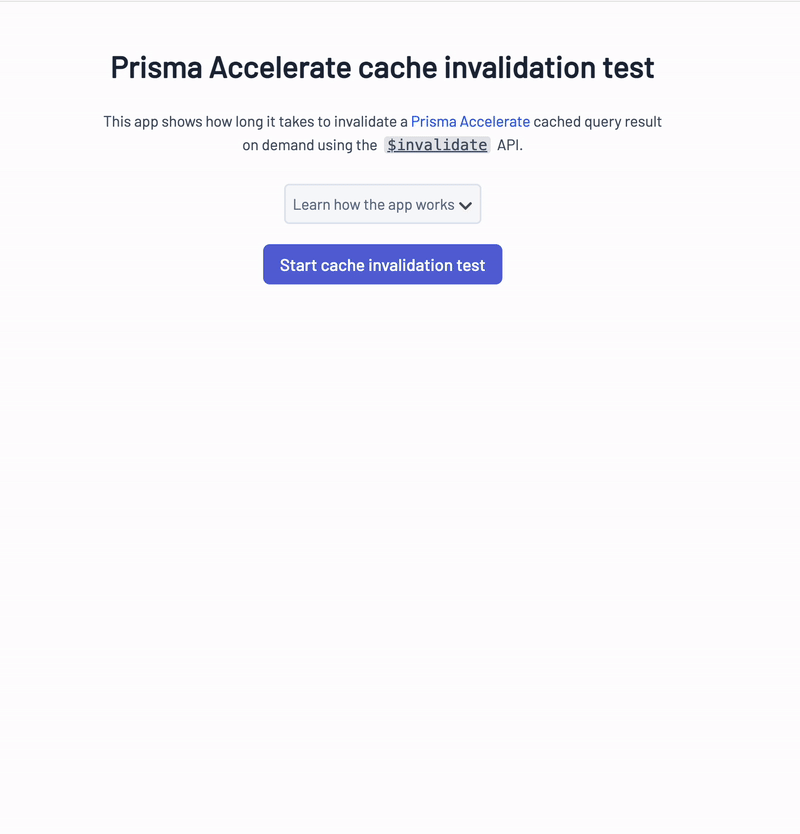 Prisma Accelerate cache invalidation test
This app shows how long it takes to invalidate a Prisma Accelerate cached query result
on demand using the $invalidate API.
Learn how the app works
Start cache invalidation test